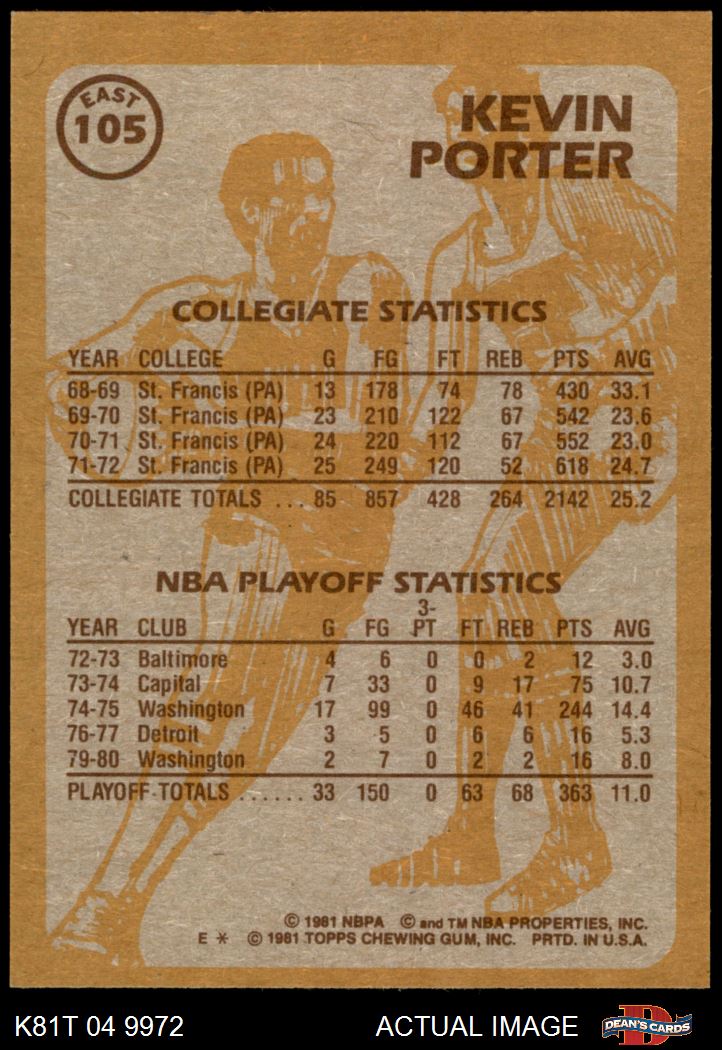 EAST
105
KEVIN
PORTER
COLLEGIATE STATISTICS
YEAR COLLEGE G FG FT REB PTS AVG
68-69 St. Francis (PA) 13 178 74 78 430 33.1
69-70 St. Francis (PA) 23 210 122 67 542 23.6
70-71 St. Francis (PA) 24 220 112 67 552 23.0
71-72 St. Francis (PA) 25 249 120 52 618 24.7
COLLEGIATE TOTALS ... 85 857 428 264 2142 25.2
NBA PLAYOFF STATISTICS
YEAR CLUB G FG 3-PT FT REB PTS AVG
72-73 Baltimore 4 6 0 0 2 12 3.0
73-74 Capital 7 33 0 9 17 75 10.7
74-75 Washington 17 99 0 46 41 244 14.4
76-77 Detroit 3 5 0 6 6 16 5.3
79-80 Washington 2 7 0 2 2 16 8.0
PLAYOFF TOTALS ...... 33 150 0 63 68 363 11.0
© 1981 NBPA © and TM NBA PROPERTIES, INC.
E * © 1981 TOPPS CHEWING GUM, INC. PRTD. IN U.S.A.
K81T 04 9972 ACTUAL IMAGE D DEAN'S CARDS